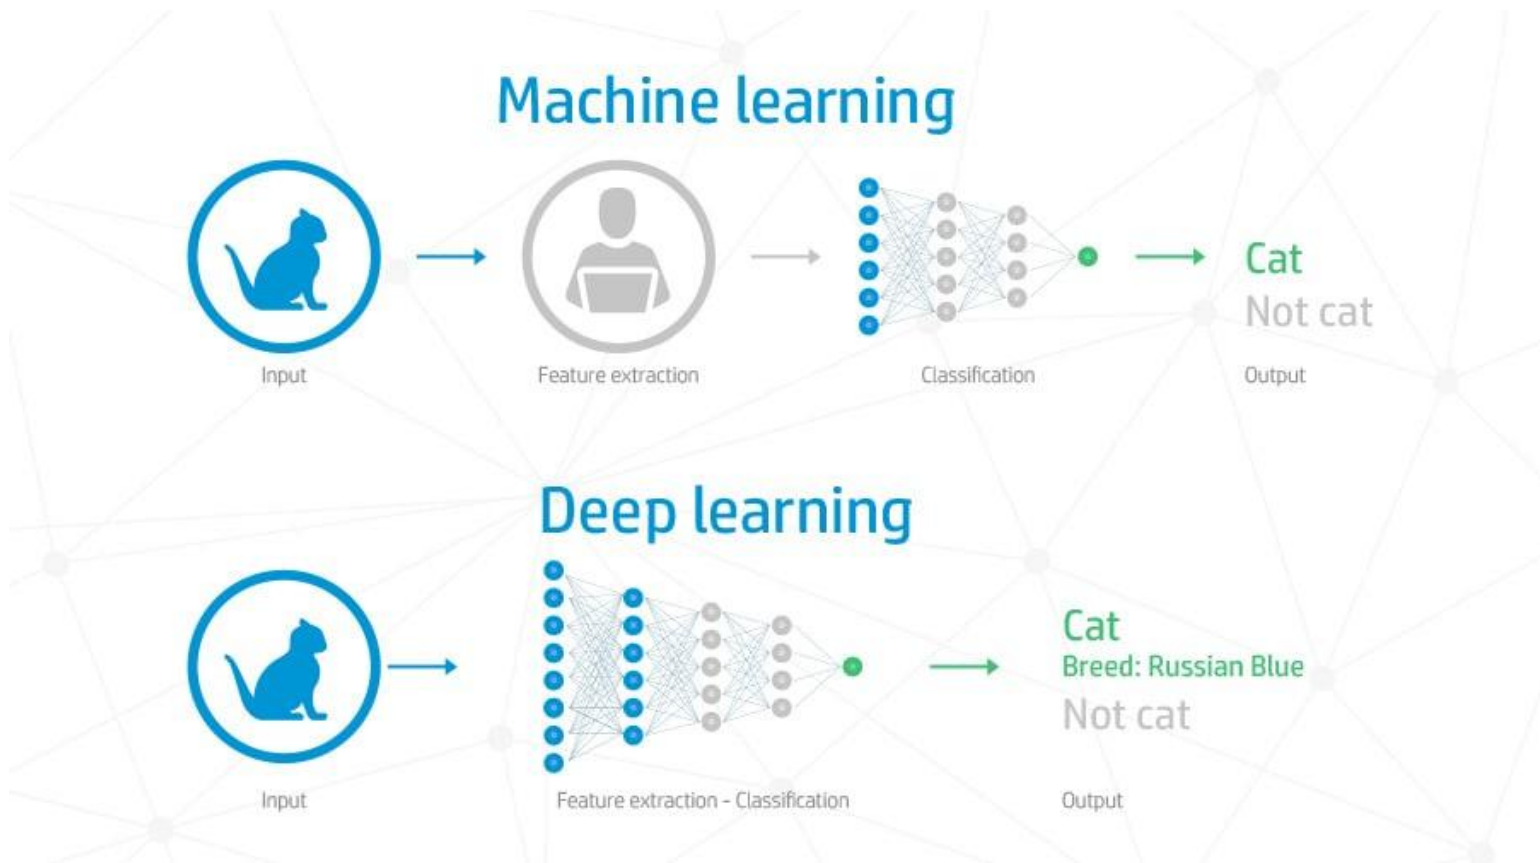 Machine learning
Cat
Not cat
Input
Feature extraction
Classification
Output
Deep learning
Cat
Breed: Russian Blue
Not cat
Input
Feature extraction - Classification
Output